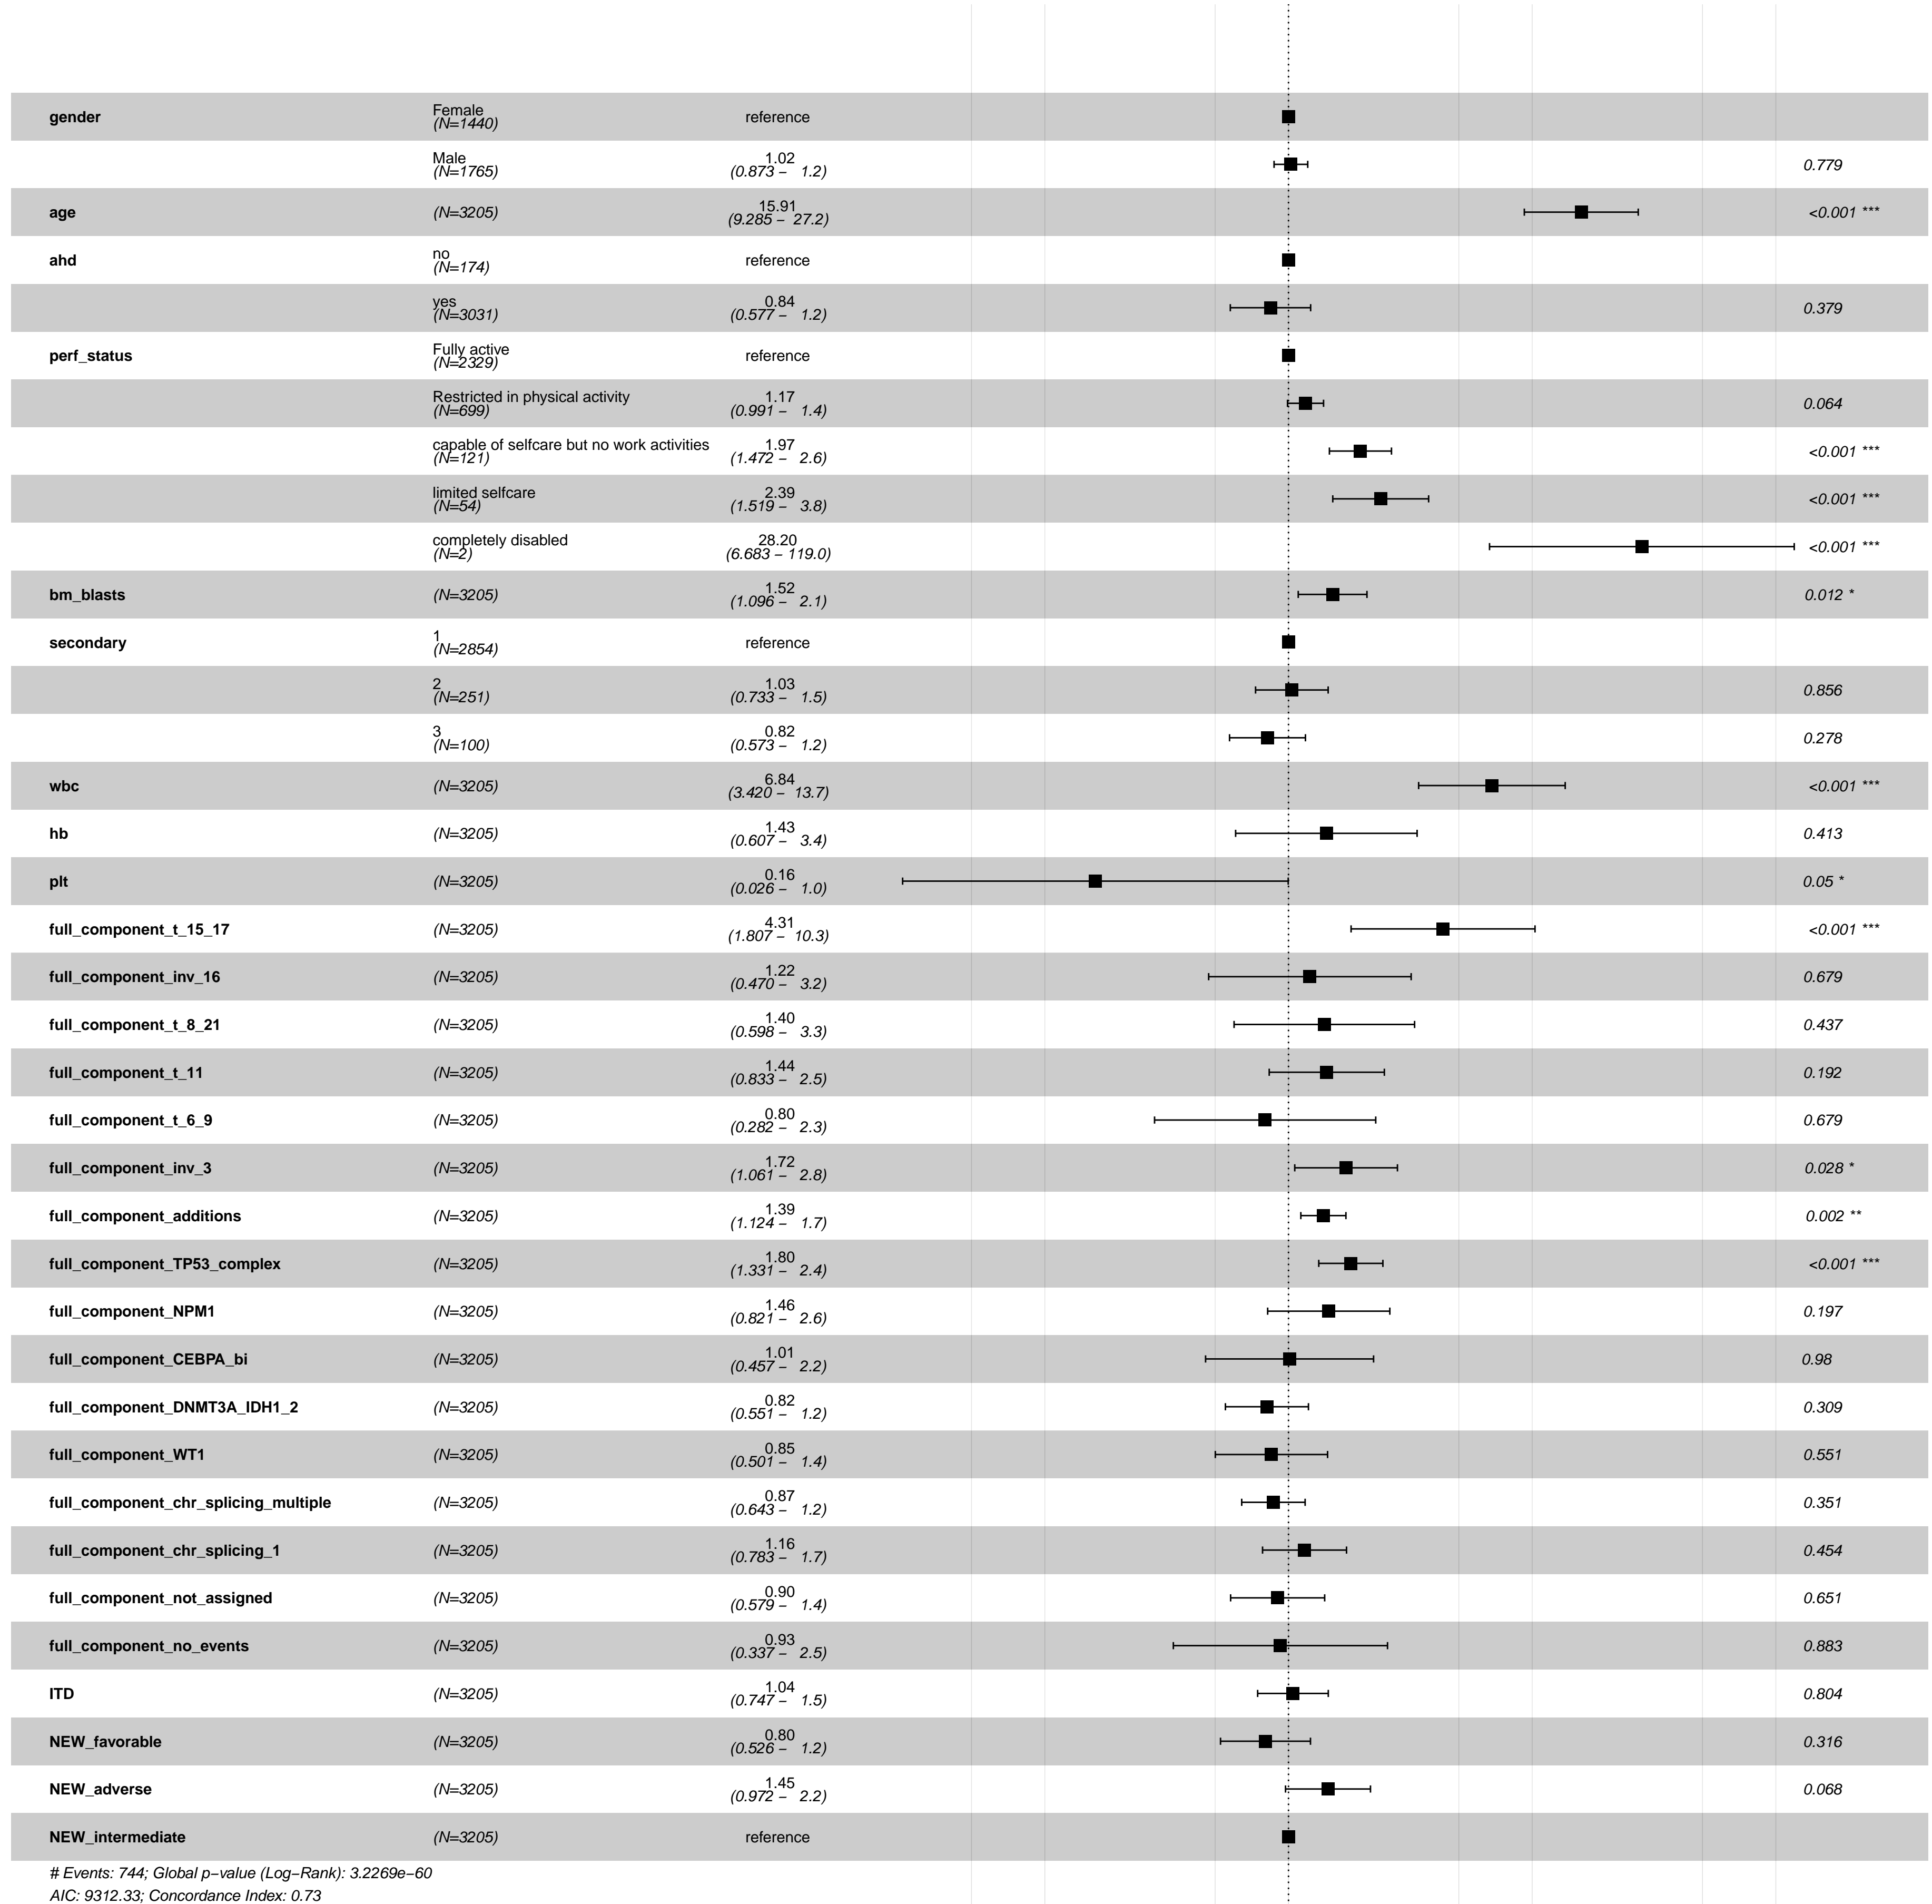 gender Female reference
(N=1440)
Male 1.02 0.779
(N=1765) (0.873 − 1.2)
age (N=3205) 15.91 <0.001 ***
(9.285 − 27.2)
ahd no reference
(N=174)
yes 0.84 0.379
(N=3031) (0.577 − 1.2)
perf_status Fully active reference
(N=2329)
Restricted in physical activity 1.17 0.064
(N=699) (0.991 − 1.4)
capable of selfcare but no work activities 1.97 <0.001 ***
(N=121) (1.472 − 2.6)
limited selfcare 2.39 <0.001 ***
(N=54) (1.519 − 3.8)
completely disabled 28.20 <0.001 ***
(N=2) (6.683 − 119.0)
bm_blasts (N=3205) 1.52 0.012 *
(1.096 − 2.1)
secondary 1 reference
(N=2854)
2 1.03 0.856
(N=251) (0.733 − 1.5)
3 0.82 0.278
(N=100) (0.573 − 1.2)
wbc (N=3205) 6.84 <0.001 ***
(3.420 − 13.7)
hb (N=3205) 1.43 0.413
(0.607 − 3.4)
plt (N=3205) 0.16 0.05 *
(0.026 − 1.0)
full_component_t_15_17 (N=3205) 4.31 <0.001 ***
(1.807 − 10.3)
full_component_inv_16 (N=3205) 1.22 0.679
(0.470 − 3.2)
full_component_t_8_21 (N=3205) 1.40 0.437
(0.598 − 3.3)
full_component_t_11 (N=3205) 1.44 0.192
(0.833 − 2.5)
full_component_t_6_9 (N=3205) 0.80 0.679
(0.282 − 2.3)
full_component_inv_3 (N=3205) 1.72 0.028 *
(1.061 − 2.8)
full_component_additions (N=3205) 1.39 0.002 **
(1.124 − 1.7)
full_component_TP53_complex (N=3205) 1.80 <0.001 ***
(1.331 − 2.4)
full_component_NPM1 (N=3205) 1.46 0.197
(0.821 − 2.6)
full_component_CEBPA_bi (N=3205) 1.01 0.98
(0.457 − 2.2)
full_component_DNMT3A_IDH1_2 (N=3205) 0.82 0.309
(0.551 − 1.2)
full_component_WT1 (N=3205) 0.85 0.551
(0.501 − 1.4)
full_component_chr_splicing_multiple (N=3205) 0.87 0.351
(0.643 − 1.2)
full_component_chr_splicing_1 (N=3205) 1.16 0.454
(0.783 − 1.7)
full_component_not_assigned (N=3205) 0.90 0.651
(0.579 − 1.4)
full_component_no_events (N=3205) 0.93 0.883
(0.337 − 2.5)
ITD (N=3205) 1.04 0.804
(0.747 − 1.5)
NEW_favorable (N=3205) 0.80 0.316
(0.526 − 1.2)
NEW_adverse (N=3205) 1.45 0.068
(0.972 − 2.2)
NEW_intermediate (N=3205) reference
# Events: 744; Global p−value (Log−Rank): 3.2269e−60
AIC: 9312.33; Concordance Index: 0.73